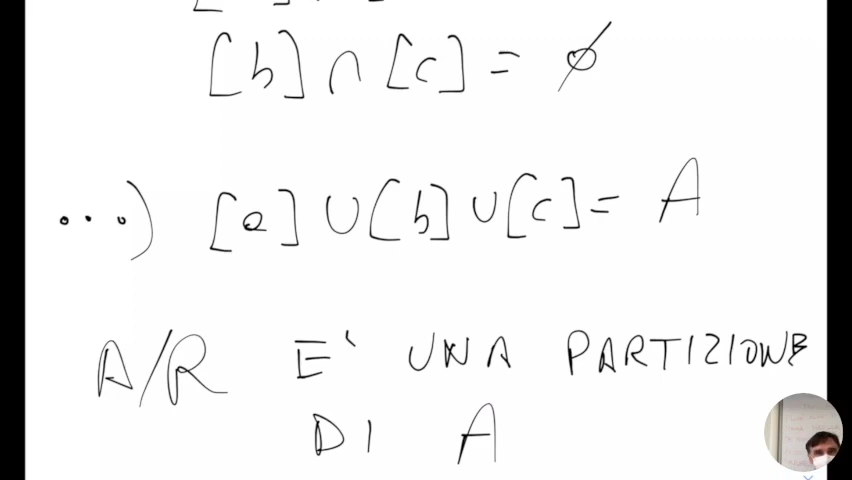 [b] ∩ [c] = ∅
•••) [a] ∪ [b] ∪ [c] = A
A/R E` UNA PARTIZIONE
DI A